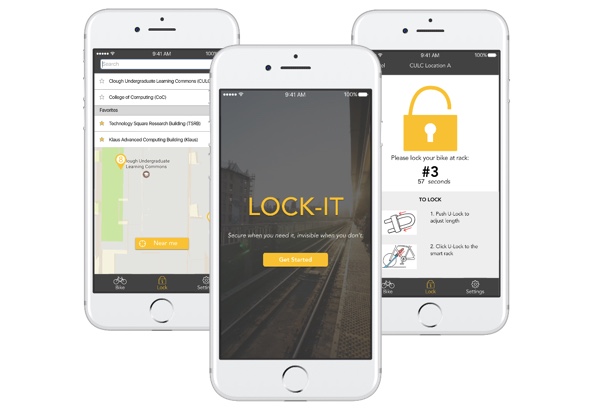 9:41 AM
100%
Search
Clough Undergraduate Learning Commons (CULC
College of Computing (CoC)
Favorites
Technology Square Research Building (TSRB)
Klaus Advanced Computing Building (Klaus)
Clough Undergraduate
Learning Commons
Near me
Bike
Lock
Settin
9:41 AM
100%
LOCK-IT
Secure when you need it, invisible when you don't.
Get Started
9:41 AM
100%
CULC Location A
Please lock your bike at rack:
#3
57 seconds
TO LOCK
1. Push U-Lock to
adjust length
2. Click U-Lock to the
smart rack
Lock
Settings